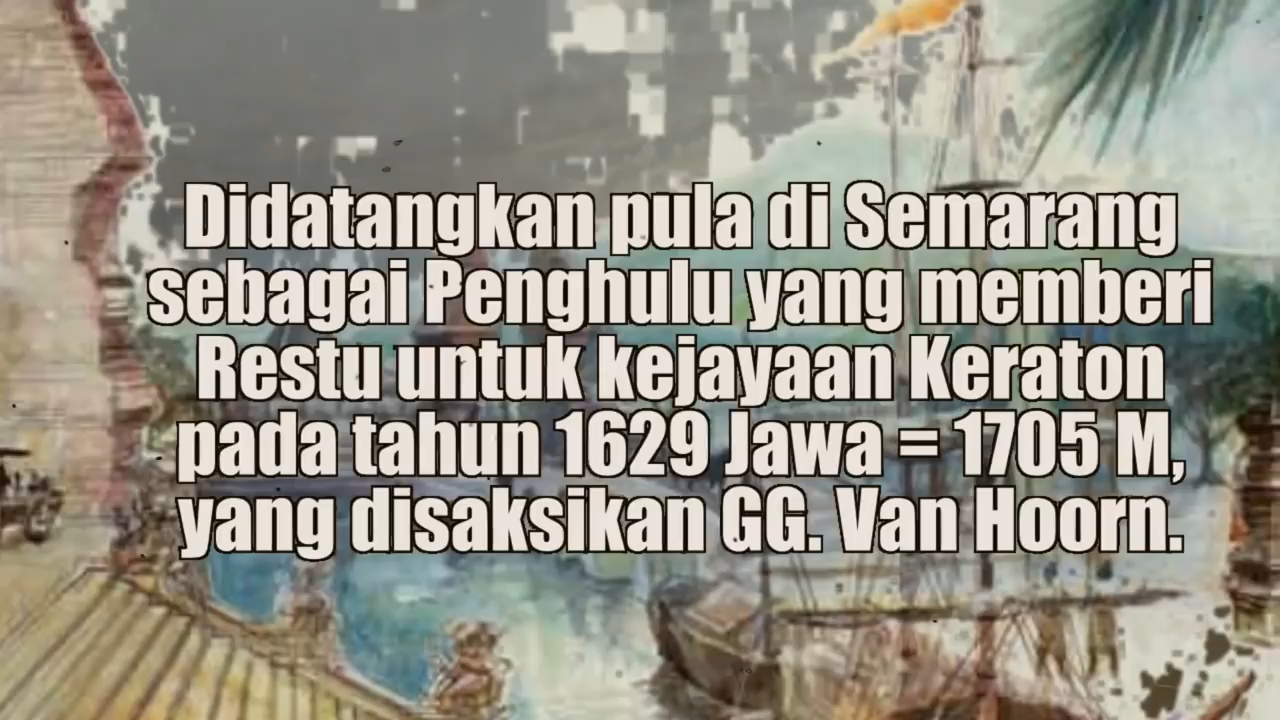 Didatangkan pula di Semarang
sebagai Penghulu yang memberi
Restu untuk kejayaan Keraton
pada tahun 1629 Jawa = 1705 M,
yang disaksikan GG. Van Hoorn.